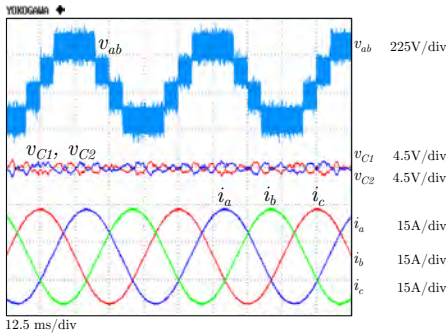 YOKOGAWA
v_ab
v_ab 225V/div
v_C1, v_C2
v_C1 4.5V/div
v_C2 4.5V/div
i_a i_b i_c
i_a 15A/div
i_b 15A/div
i_c 15A/div
12.5 ms/div